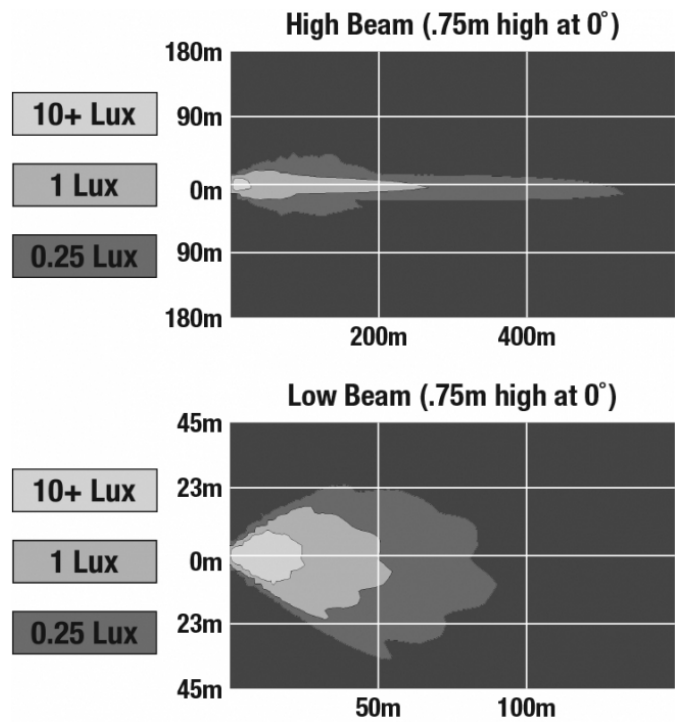 High Beam (.75m high at 0°)
180m
10+ Lux
90m
1 Lux
0m
0.25 Lux
90m
180m
200m
400m
Low Beam (.75m high at 0°)
45m
10+ Lux
23m
1 Lux
0m
0.25 Lux
23m
45m
50m
100m